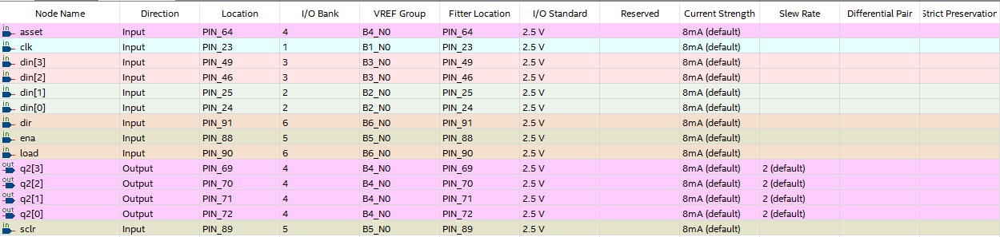 Node Name Direction Location I/O Bank VREF Group Fitter Location I/O Standard Reserved Current Strength Slew Rate Differential Pair Strict Preservation
in asset Input PIN_64 4 B4_N0 PIN_64 2.5 V 8mA (default)
in clk Input PIN_23 1 B1_N0 PIN_23 2.5 V 8mA (default)
in din[3] Input PIN_49 3 B3_N0 PIN_49 2.5 V 8mA (default)
in din[2] Input PIN_46 3 B3_N0 PIN_46 2.5 V 8mA (default)
in din[1] Input PIN_25 2 B2_N0 PIN_25 2.5 V 8mA (default)
in din[0] Input PIN_24 2 B2_N0 PIN_24 2.5 V 8mA (default)
in dir Input PIN_91 6 B6_N0 PIN_91 2.5 V 8mA (default)
in ena Input PIN_88 5 B5_N0 PIN_88 2.5 V 8mA (default)
in load Input PIN_90 6 B6_N0 PIN_90 2.5 V 8mA (default)
out q2[3] Output PIN_69 4 B4_N0 PIN_69 2.5 V 8mA (default) 2 (default)
out q2[2] Output PIN_70 4 B4_N0 PIN_70 2.5 V 8mA (default) 2 (default)
out q2[1] Output PIN_71 4 B4_N0 PIN_71 2.5 V 8mA (default) 2 (default)
out q2[0] Output PIN_72 4 B4_N0 PIN_72 2.5 V 8mA (default) 2 (default)
in sclr Input PIN_89 5 B5_N0 PIN_89 2.5 V 8mA (default)